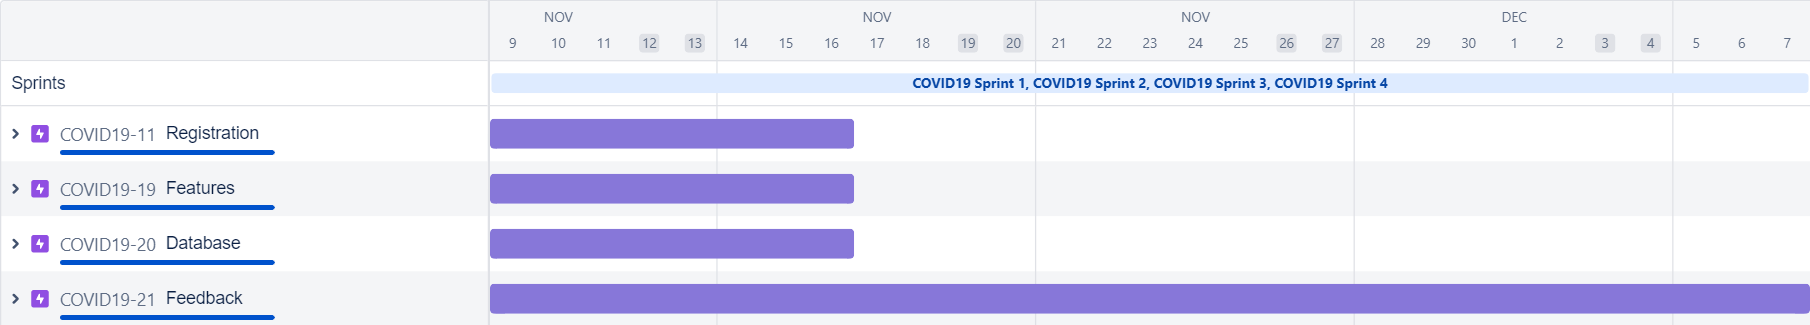 NOV NOV NOV DEC
9 10 11 12 13 14 15 16 17 18 19 20 21 22 23 24 25 26 27 28 29 30 1 2 3 4 5 6 7
Sprints COVID19 Sprint 1, COVID19 Sprint 2, COVID19 Sprint 3, COVID19 Sprint 4
COVID19-11 Registration
COVID19-19 Features
COVID19-20 Database
COVID19-21 Feedback